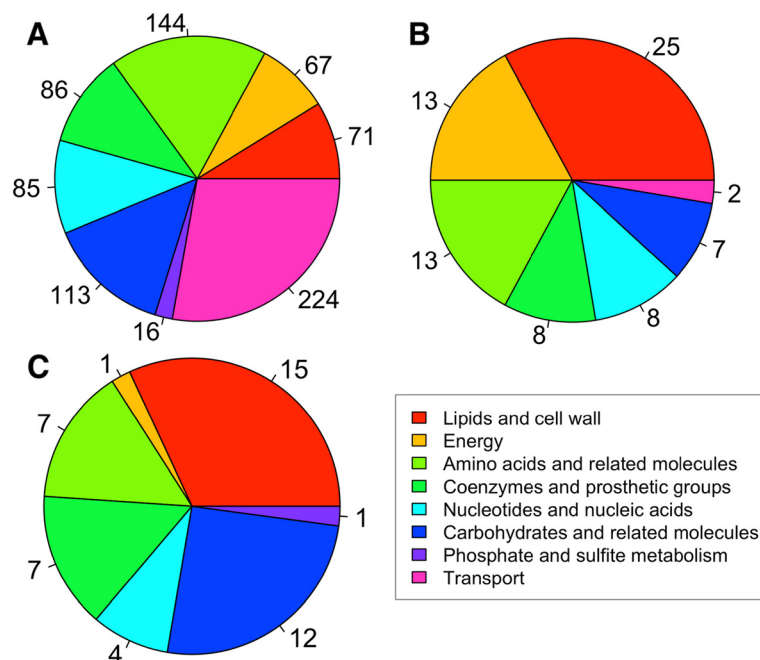 A
144
67
71
224
16
113
85
86
B
25
2
7
8
8
13
13
C
1
15
1
12
4
7
7
Lipids and cell wall
Energy
Amino acids and related molecules
Coenzymes and prosthetic groups
Nucleotides and nucleic acids
Carbohydrates and related molecules
Phosphate and sulfite metabolism
Transport